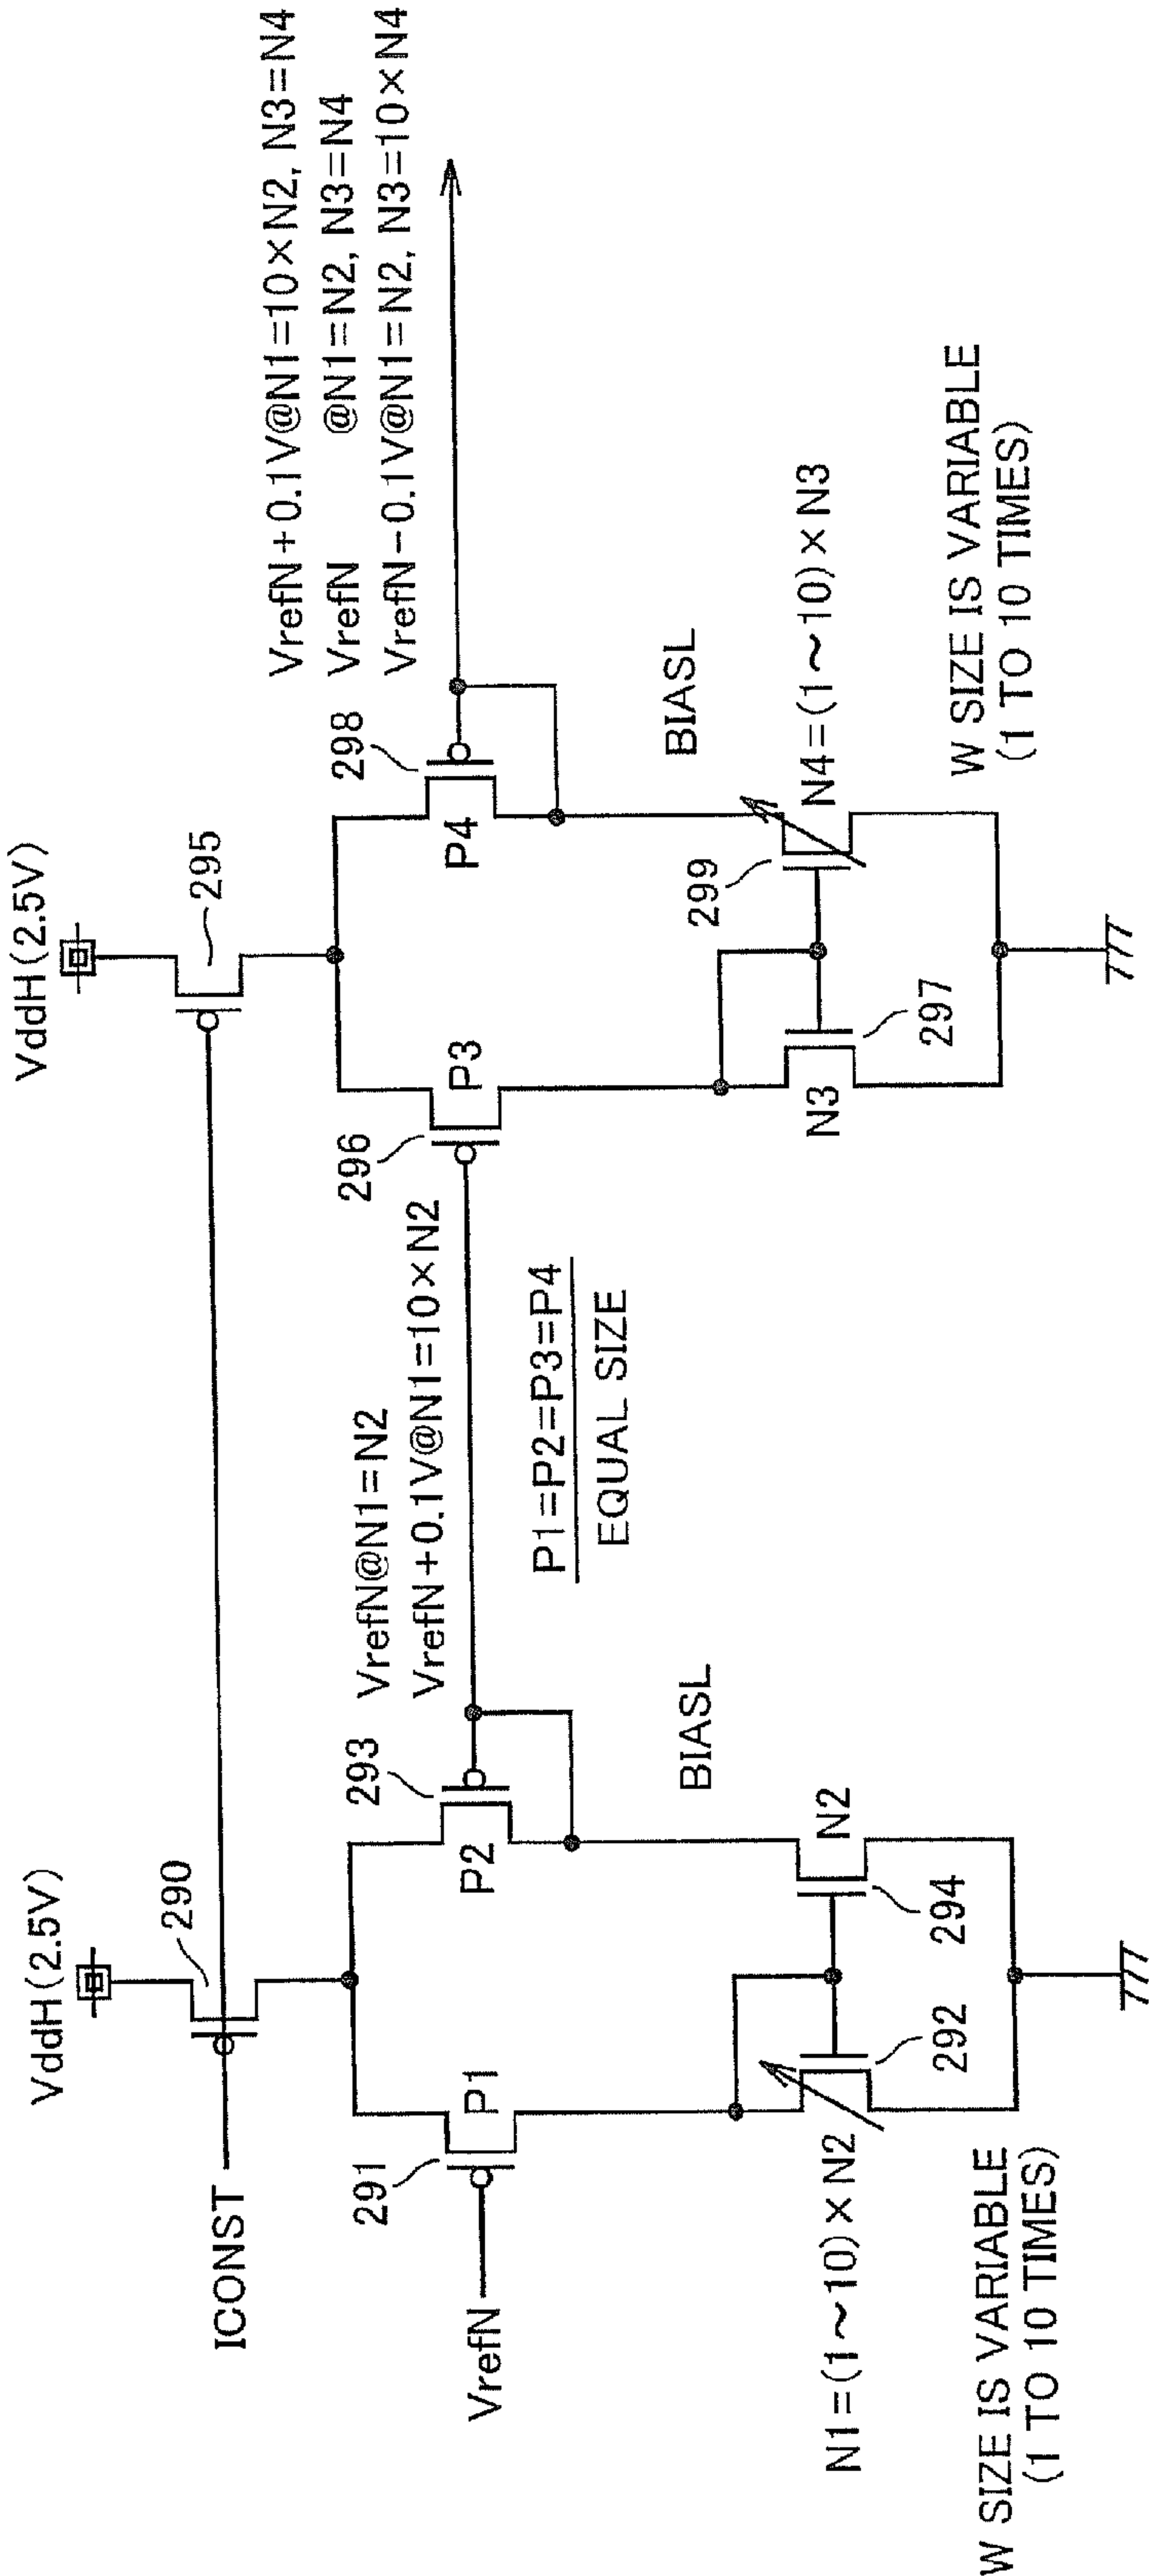 VddH(2.5V)
290
ICONST
291
P1
VrefN
P2
293
VrefN@N1=N2
VrefN+0.1V@N1=10×N2
P1=P2=P3=P4
EQUAL SIZE
BIASL
N1=(1~10)×N2
292
294
N2
W SIZE IS VARIABLE
(1 TO 10 TIMES)
VddH(2.5V)
295
296
P3
P4
298
VrefN+0.1V@N1=10×N2, N3=N4
VrefN @N1=N2, N3=N4
VrefN-0.1V@N1=N2, N3=10×N4
BIASL
N3
297
299
N4=(1~10)×N3
W SIZE IS VARIABLE
(1 TO 10 TIMES)